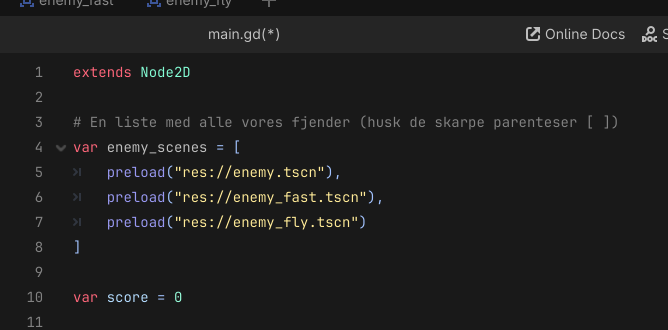 enemy_fast enemy_fly +
main.gd(*) Online Docs S
1 extends Node2D
2
3 # En liste med alle vores fjender (husk de skarpe parenteser [ ])
4 var enemy_scenes = [
5 preload("res://enemy.tscn"),
6 preload("res://enemy_fast.tscn"),
7 preload("res://enemy_fly.tscn")
8 ]
9
10 var score = 0
11